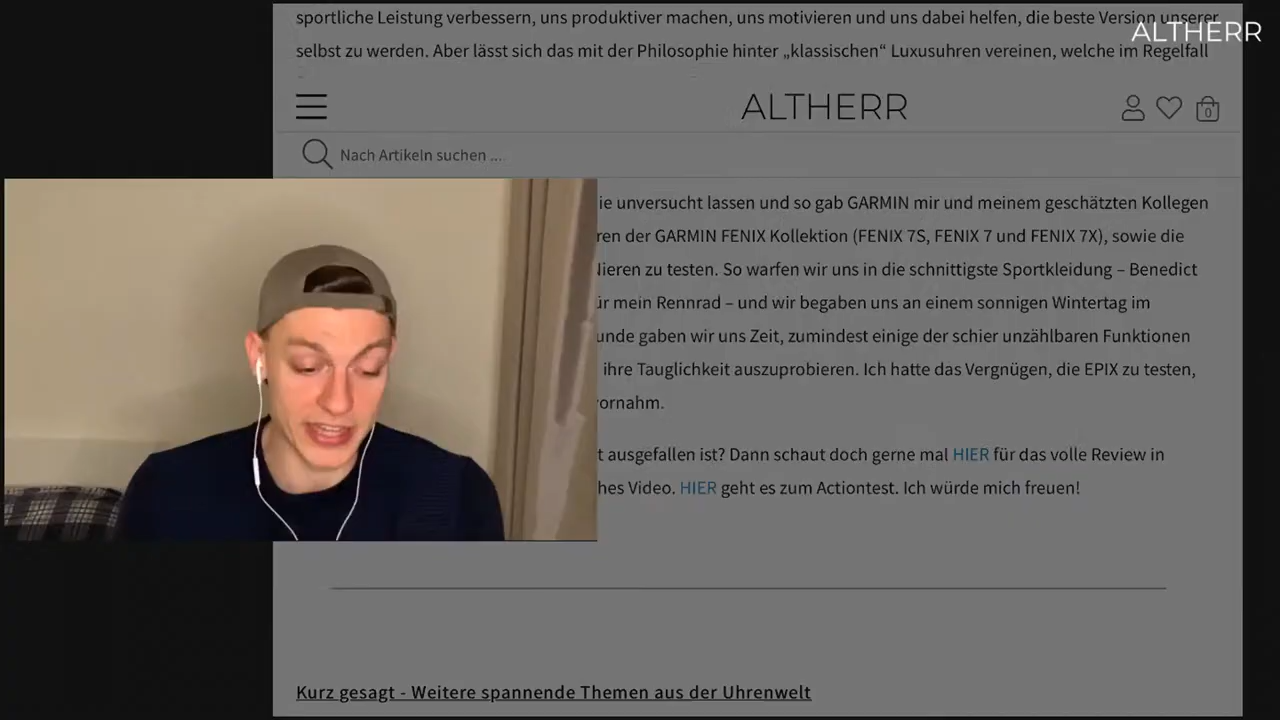 sportliche Leistung verbessern, uns produktiver machen, uns motivieren und uns dabei helfen, die beste Version unserer
ALTHERR
selbst zu werden. Aber lässt sich das mit der Philosophie hinter „klassischen“ Luxusuhren vereinen, welche im Regelfall
ALTHERR
0
Nach Artikeln suchen ....
ie unversucht lassen und so gab GARMIN mir und meinem geschätzten Kollegen
ren der GARMIN FENIX Kollektion (FENIX 7S, FENIX 7 und FENIX 7X), sowie die
Nieren zu testen. So warfen wir uns in die schnittigste Sportkleidung – Benedict
ür mein Rennrad – und wir begaben uns an einem sonnigen Wintertag im
unde gaben wir uns Zeit, zumindest einige der schier unzählbaren Funktionen
ihre Tauglichkeit auszuprobieren. Ich hatte das Vergnügen, die EPIX zu testen,
vornahm.
t ausgefallen ist? Dann schaut doch gerne mal HIER für das volle Review in
hes Video. HIER geht es zum Actiontest. Ich würde mich freuen!
Kurz gesagt - Weitere spannende Themen aus der Uhrenwelt